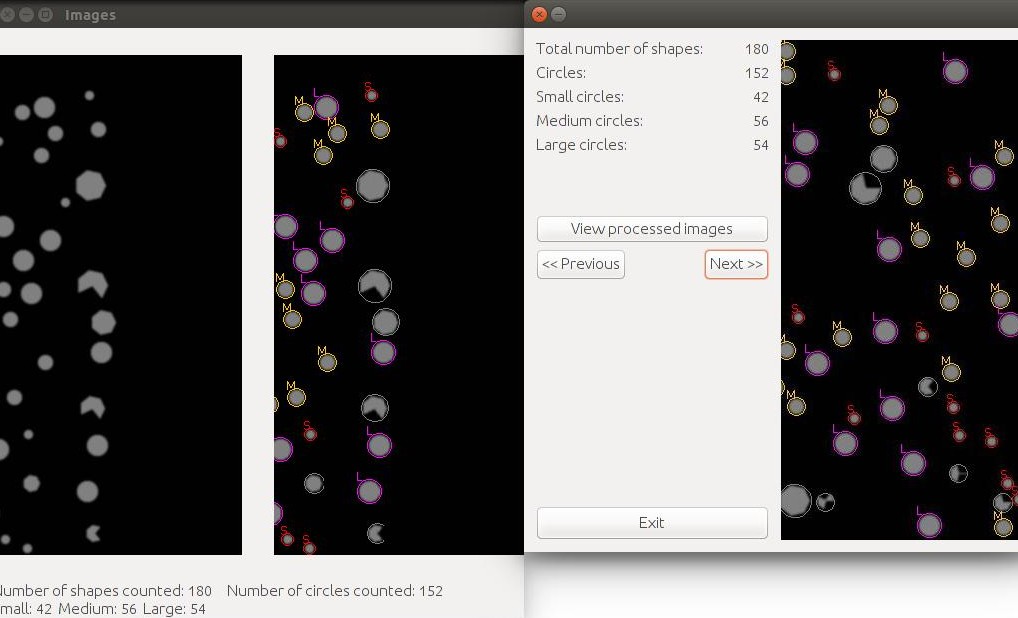 Images
Total number of shapes: 180
Circles: 152
Small circles: 42
Medium circles: 56
Large circles: 54
View processed images
<< Previous
Next >>
Exit
Number of shapes counted: 180 Number of circles counted: 152
mall: 42 Medium: 56 Large: 54